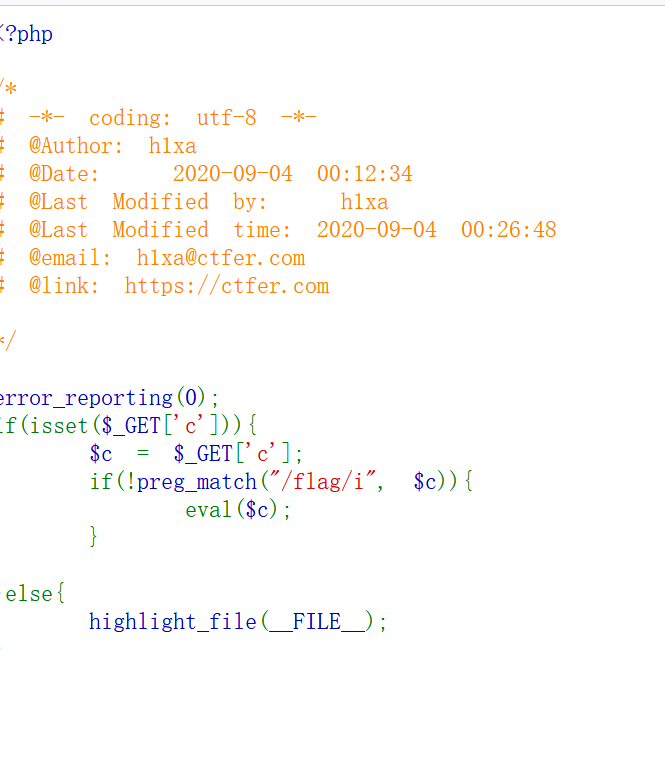 <?php
/*
# -*- coding: utf-8 -*-
# @Author: h1xa
# @Date:   2020-09-04 00:12:34
# @Last Modified by:   h1xa
# @Last Modified time: 2020-09-04 00:26:48
# @email: h1xa@ctfer.com
# @link: https://ctfer.com
*/
error_reporting(0);
if(isset($_GET['c'])){
    $c = $_GET['c'];
    if(!preg_match("/flag/i", $c)){
        eval($c);
    }
}else{
    highlight_file(__FILE__);